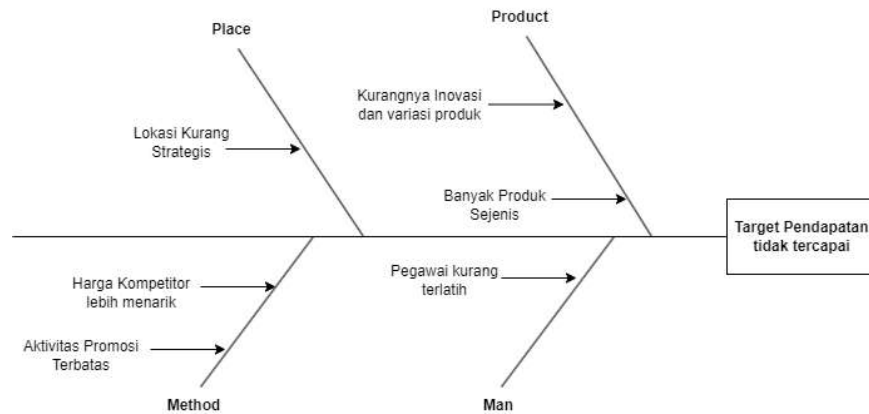 Product
Place
Kurangnya Inovasi
dan variasi produk
Lokasi Kurang
Strategis
Banyak Produk
Sejenis
Target Pendapatan
tidak tercapai
Harga Kompetitor
lebih menarik
Pegawai kurang
terlatih
Aktivitas Promosi
Terbatas
Method
Man